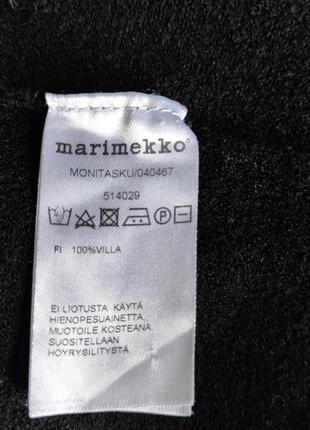 marimekko®
MONITASKU/040467
514029
FI 100%VILLA
EI LIOTUSTA KÄYTÄ
HIENOPESUAINETTA.
MUOTOILE KOSTEANA.
SUOSITELLAAN
HÖYRYSILITYSTÄ